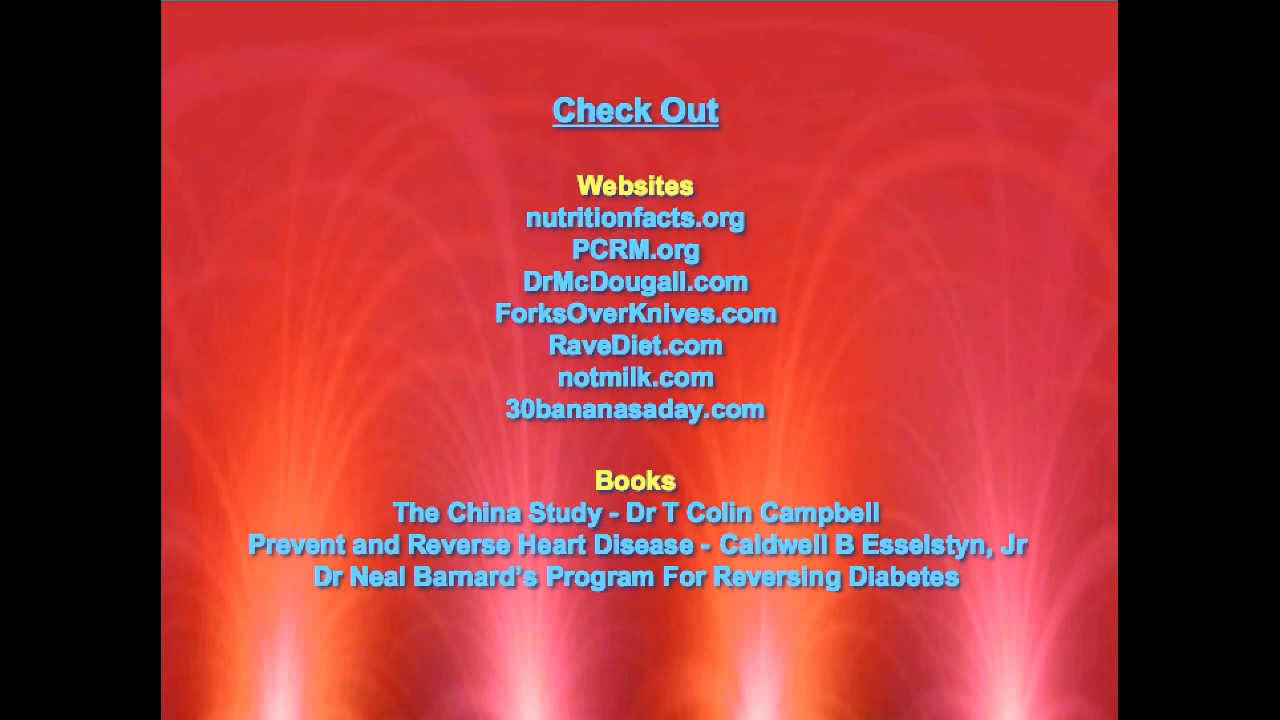 Check Out
Websites
nutritionfacts.org
PCRM.org
DrMcDougall.com
ForksOverKnives.com
RaveDiet.com
notmilk.com
30bananasaday.com
Books
The China Study - Dr T Colin Campbell
Prevent and Reverse Heart Disease - Caldwell B Esselstyn, Jr
Dr Neal Barnard’s Program For Reversing Diabetes